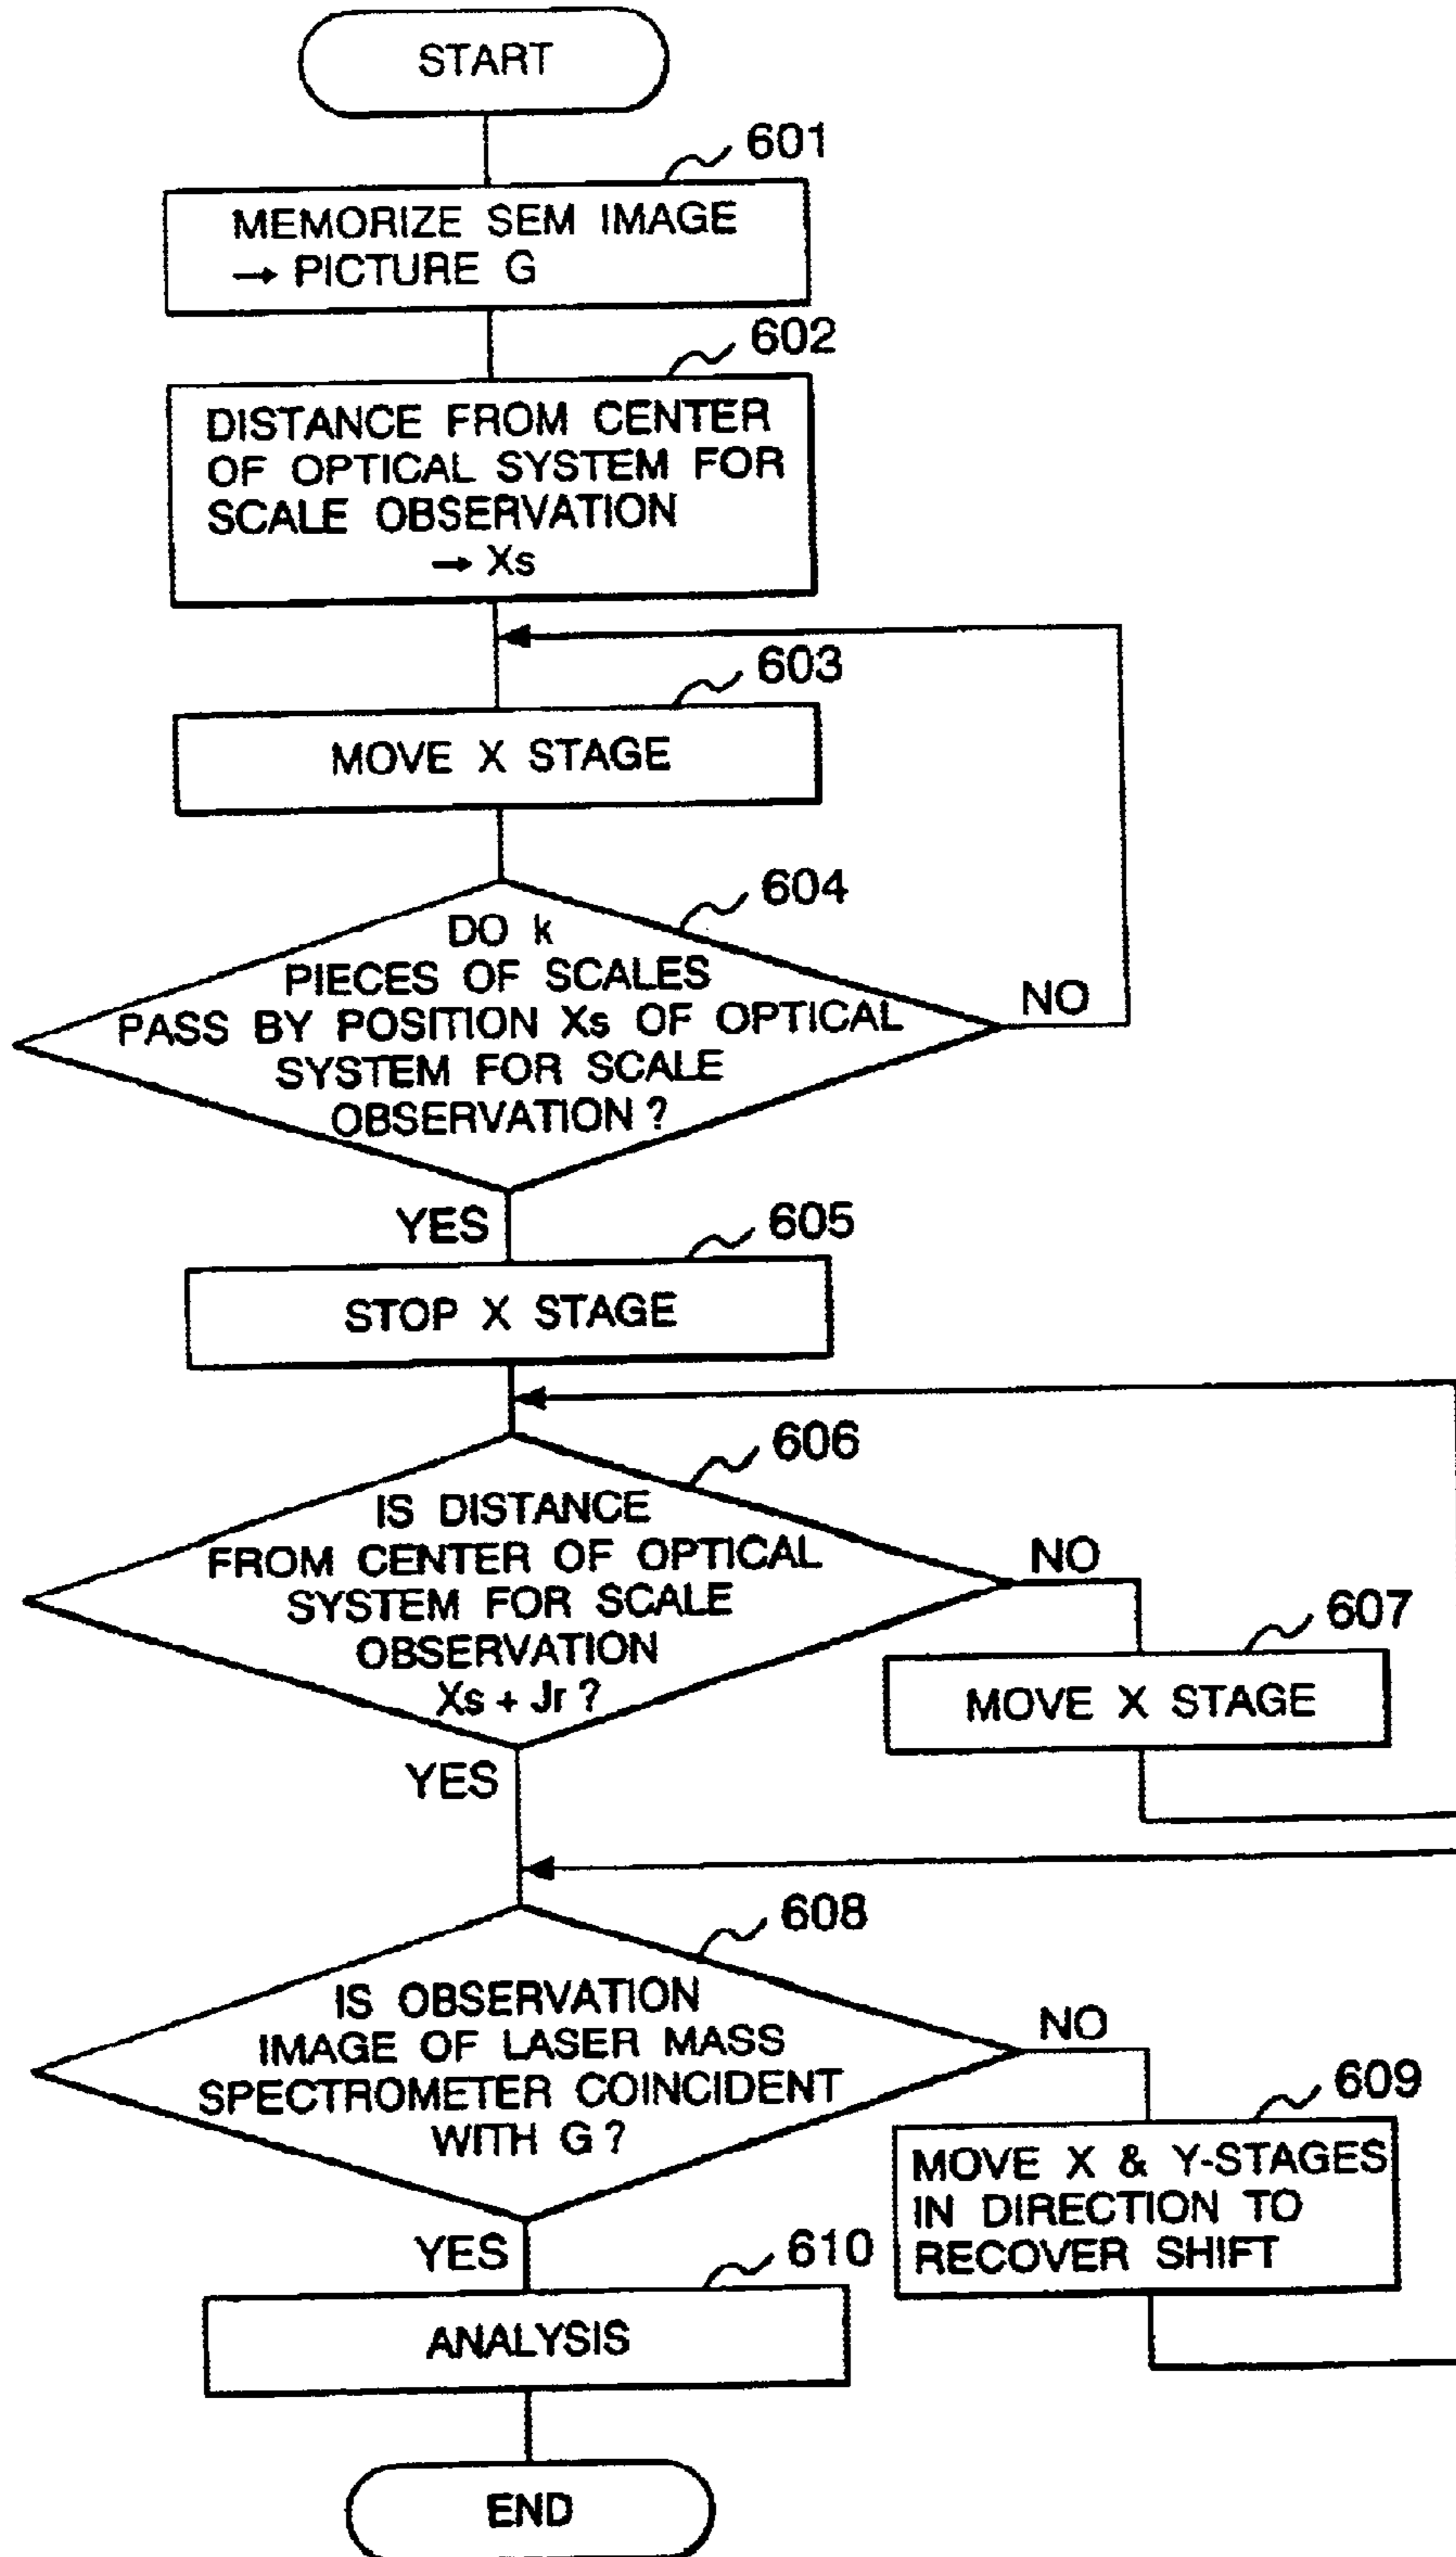 START
601
MEMORIZE SEM IMAGE
→ PICTURE G
602
DISTANCE FROM CENTER
OF OPTICAL SYSTEM FOR
SCALE OBSERVATION
→ Xs
603
MOVE X STAGE
604
DO k
PIECES OF SCALES
PASS BY POSITION Xs OF OPTICAL
SYSTEM FOR SCALE
OBSERVATION?
NO
YES
605
STOP X STAGE
606
IS DISTANCE
FROM CENTER OF OPTICAL
SYSTEM FOR SCALE
OBSERVATION
Xs + Jr?
NO
607
MOVE X STAGE
YES
608
IS OBSERVATION
IMAGE OF LASER MASS
SPECTROMETER COINCIDENT
WITH G?
NO
609
MOVE X & Y-STAGES
IN DIRECTION TO
RECOVER SHIFT
YES
610
ANALYSIS
END